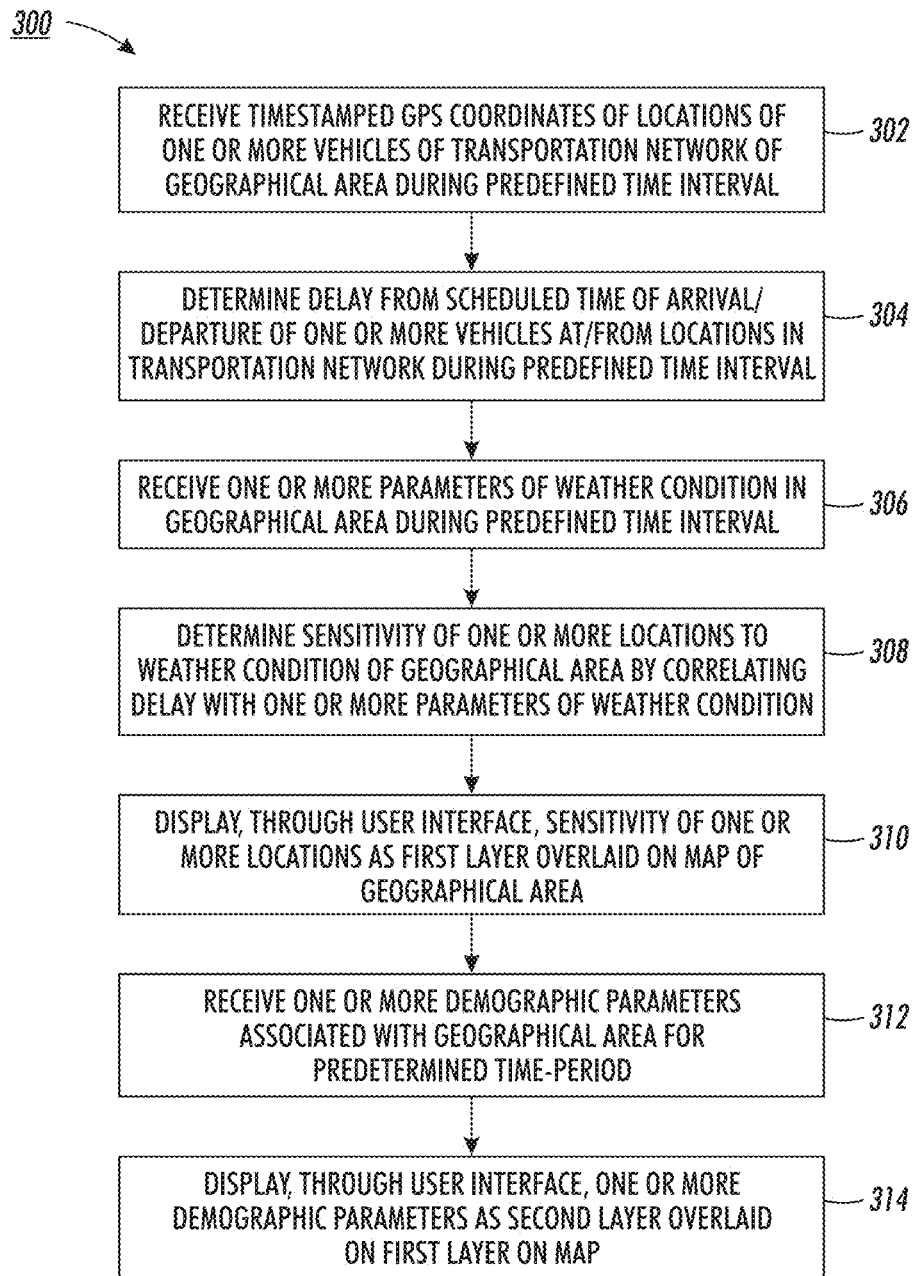 300
RECEIVE TIMESTAMPED GPS COORDINATES OF LOCATIONS OF
ONE OR MORE VEHICLES OF TRANSPORTATION NETWORK OF
GEOGRAPHICAL AREA DURING PREDEFINED TIME INTERVAL
302
DETERMINE DELAY FROM SCHEDULED TIME OF ARRIVAL/
DEPARTURE OF ONE OR MORE VEHICLES AT/FROM LOCATIONS IN
TRANSPORTATION NETWORK DURING PREDEFINED TIME INTERVAL
304
RECEIVE ONE OR MORE PARAMETERS OF WEATHER CONDITION IN
GEOGRAPHICAL AREA DURING PREDEFINED TIME INTERVAL
306
DETERMINE SENSITIVITY OF ONE OR MORE LOCATIONS TO
WEATHER CONDITION OF GEOGRAPHICAL AREA BY CORRELATING
DELAY WITH ONE OR MORE PARAMETERS OF WEATHER CONDITION
308
DISPLAY, THROUGH USER INTERFACE, SENSITIVITY OF ONE OR
MORE LOCATIONS AS FIRST LAYER OVERLAID ON MAP OF
GEOGRAPHICAL AREA
310
RECEIVE ONE OR MORE DEMOGRAPHIC PARAMETERS
ASSOCIATED WITH GEOGRAPHICAL AREA FOR
PREDETERMINED TIME-PERIOD
312
DISPLAY, THROUGH USER INTERFACE, ONE OR MORE
DEMOGRAPHIC PARAMETERS AS SECOND LAYER OVERLAID
ON FIRST LAYER ON MAP
314